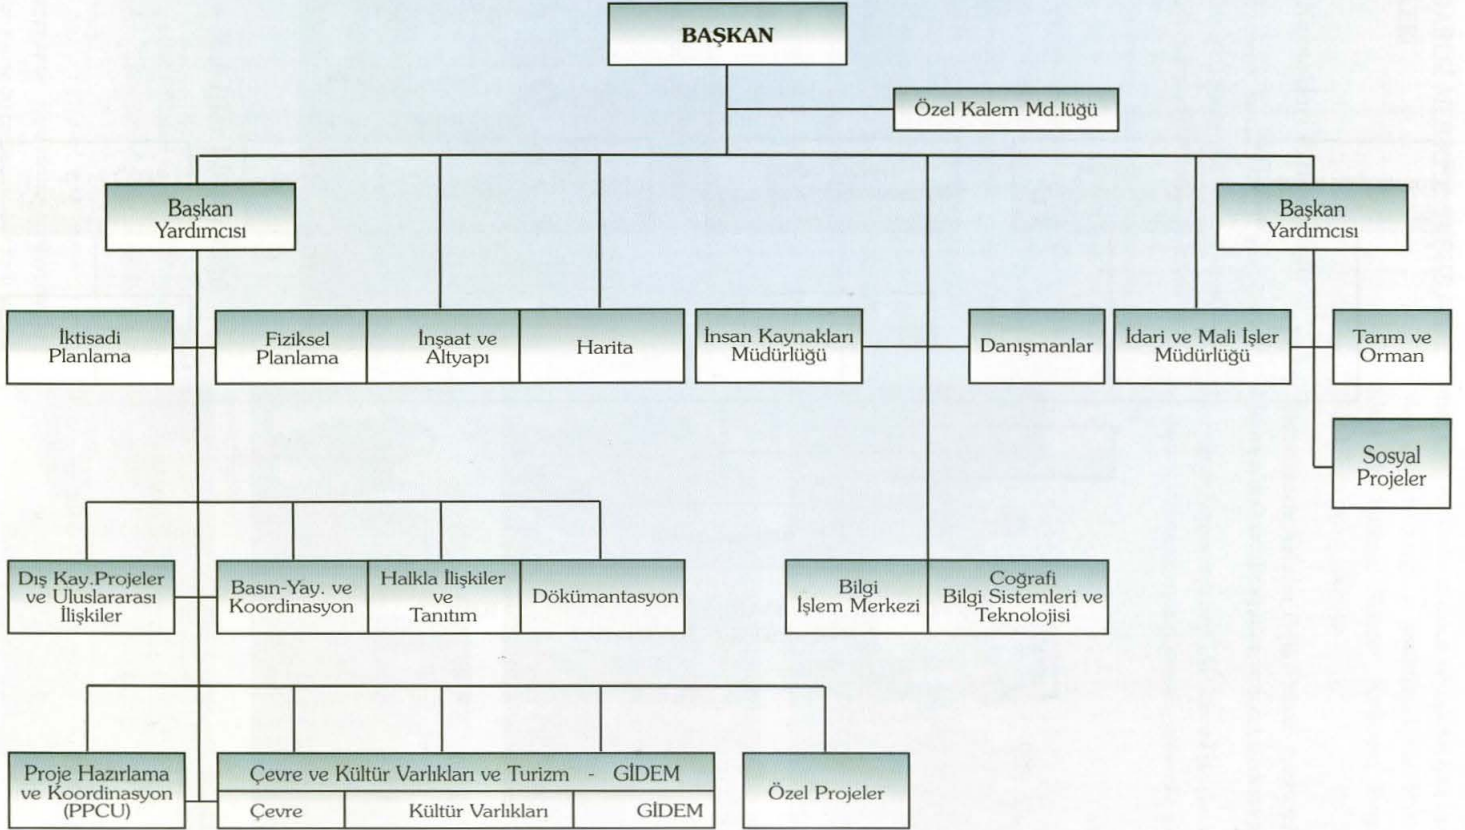 BAŞKAN
Özel Kalem Md.lüğü
Başkan
Yardımcısı
Başkan
Yardımcısı
İktisadi
Planlama
Fiziksel
Planlama
İnşaat ve
Altyapı
Harita
İnsan Kaynakları
Müdürlüğü
Danışmanlar
İdari ve Mali İşler
Müdürlüğü
Tarım ve
Orman
Sosyal
Projeler
Dış Kay.Projeler
ve Uluslararası
İlişkiler
Basın-Yay. ve
Koordinasyon
Halkla İlişkiler
ve
Tanıtım
Dökümantasyon
Bilgi
İşlem Merkezi
Coğrafi
Bilgi Sistemleri ve
Teknolojisi
Proje Hazırlama
ve Koordinasyon
(PPCU)
Çevre ve Kültür Varlıkları ve Turizm - GİDEM
Çevre
Kültür Varlıkları
GİDEM
Özel Projeler